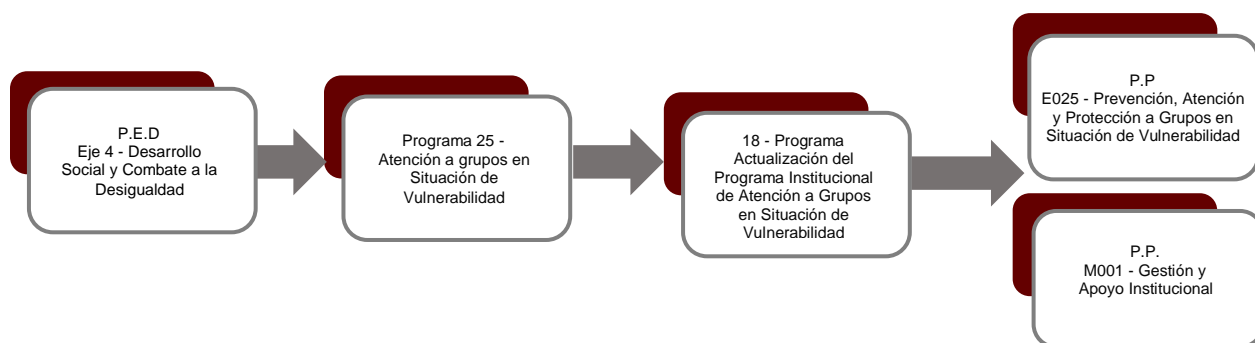 P.E.D
Eje 4 - Desarrollo
Social y Combate a la
Desigualdad
Programa 25 -
Atención a grupos en
Situación de
Vulnerabilidad
18 - Programa
Actualización del
Programa Institucional
de Atención a Grupos
en Situación de
Vulnerabilidad
P.P
E025 - Prevención, Atención
y Protección a Grupos en
Situación de Vulnerabilidad
P.P.
M001 - Gestión y
Apoyo Institucional